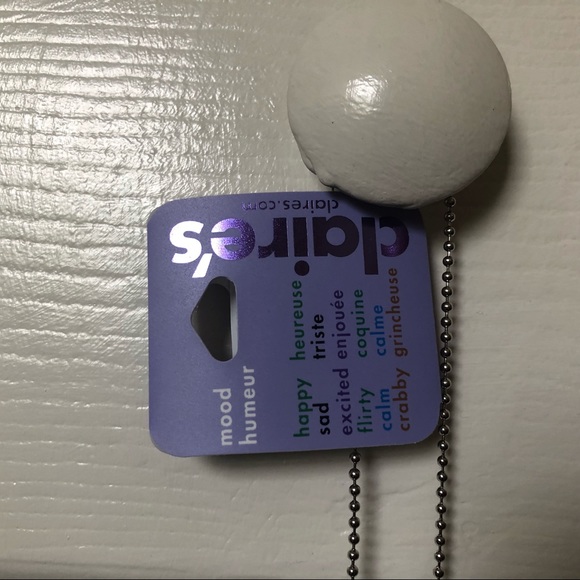 claire's
claires.com
mood
humeur
happy heureuse
sad triste
excited enjouée
flirty coquine
calm calme
crabby grincheuse